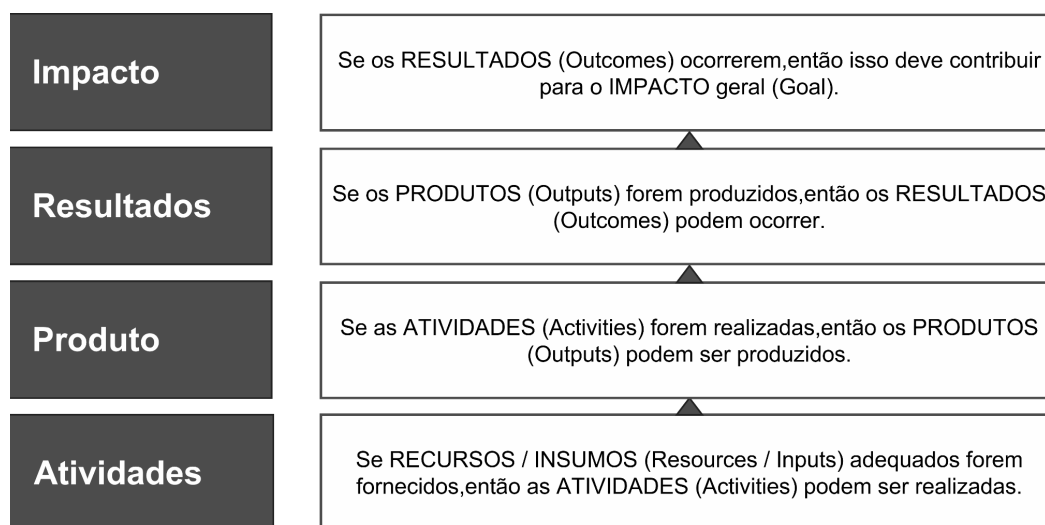 Impacto
Se os RESULTADOS (Outcomes) ocorrerem,então isso deve contribuir
para o IMPACTO geral (Goal).
Resultados
Se os PRODUTOS (Outputs) forem produzidos,então os RESULTADOS
(Outcomes) podem ocorrer.
Produto
Se as ATIVIDADES (Activities) forem realizadas,então os PRODUTOS
(Outputs) podem ser produzidos.
Atividades
Se RECURSOS / INSUMOS (Resources / Inputs) adequados forem
fornecidos,então as ATIVIDADES (Activities) podem ser realizadas.